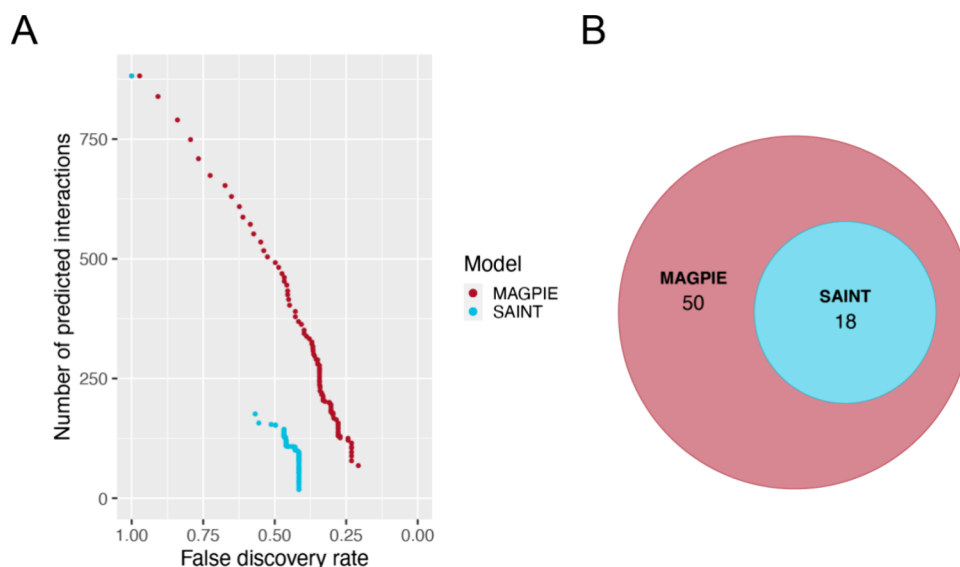 A
Number of predicted interactions
750
500
250
0
1.00 0.75 0.50 0.25 0.00
False discovery rate
Model
MAGPIE
SAINT
B
MAGPIE
50
SAINT
18